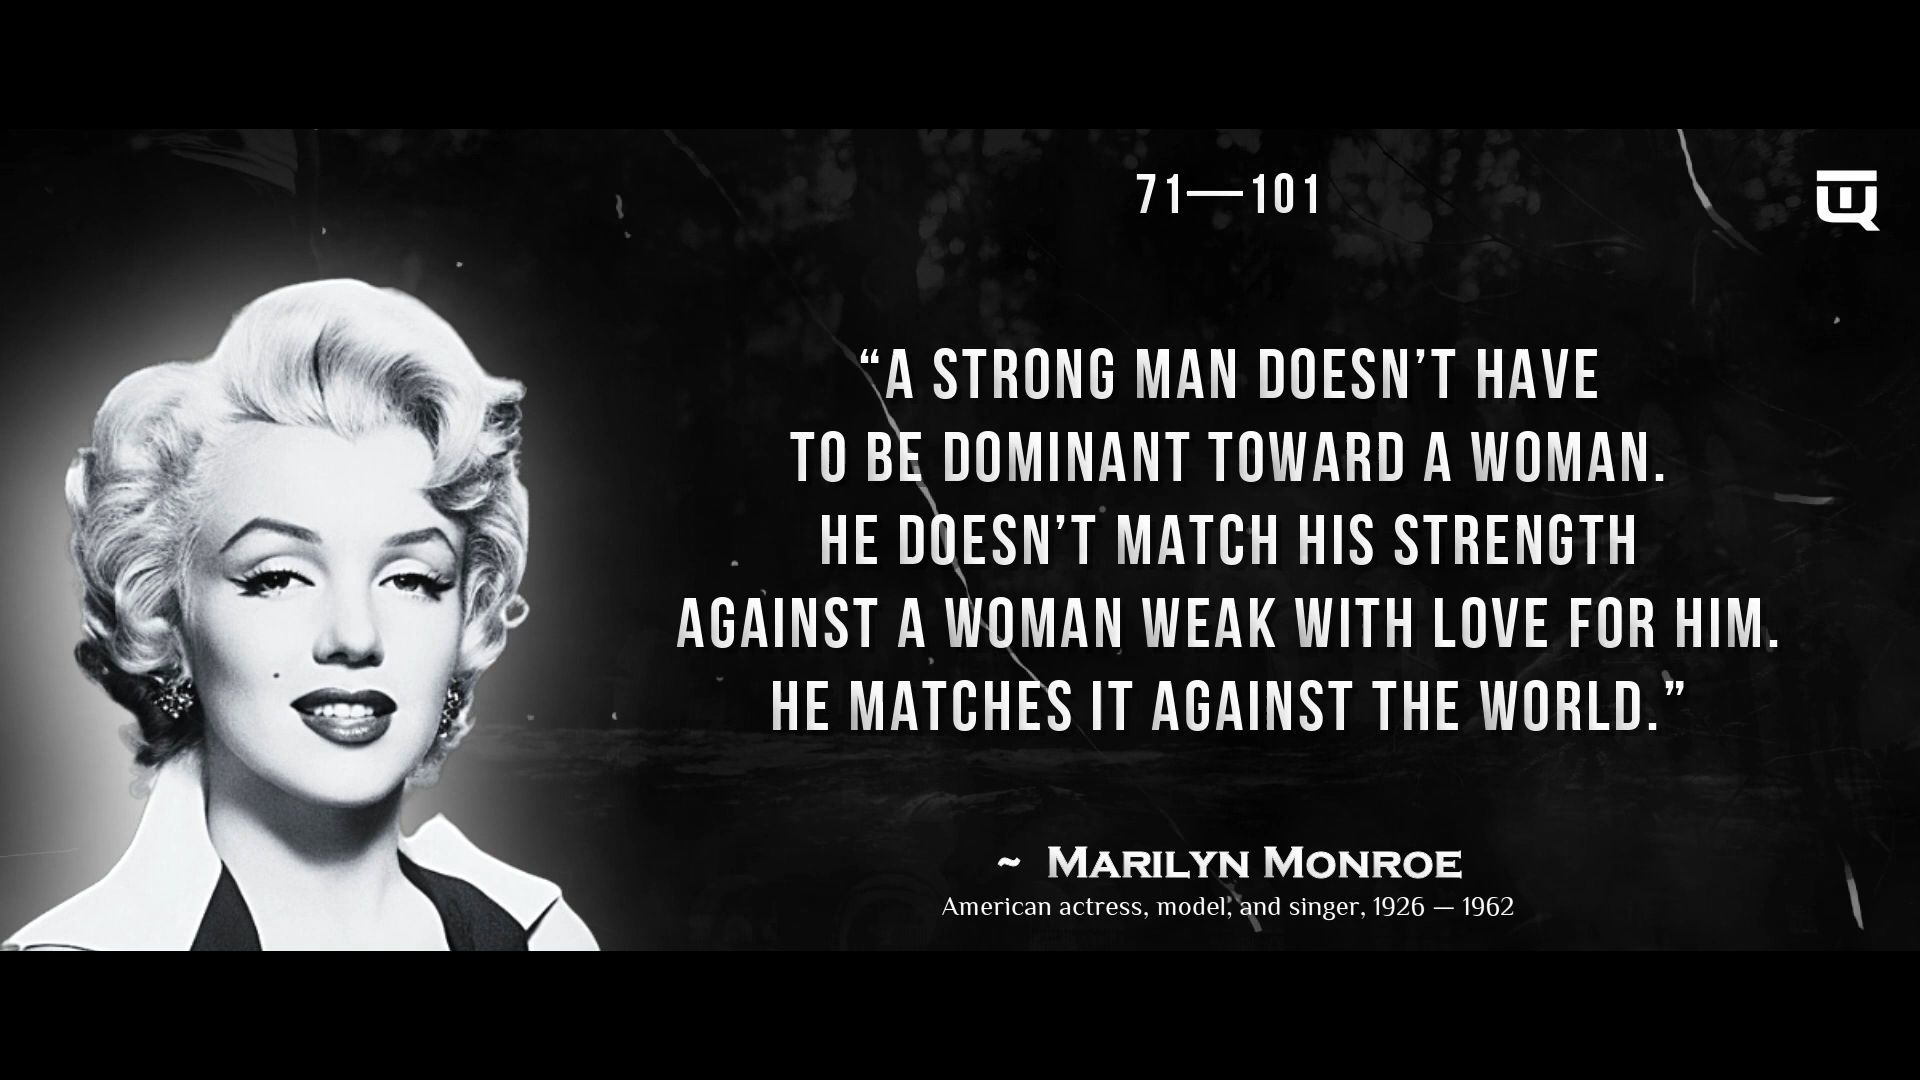 71—101
“A STRONG MAN DOESN’T HAVE
TO BE DOMINANT TOWARD A WOMAN.
HE DOESN’T MATCH HIS STRENGTH
AGAINST A WOMAN WEAK WITH LOVE FOR HIM.
HE MATCHES IT AGAINST THE WORLD.”
~ MARILYN MONROE
American actress, model, and singer, 1926 — 1962